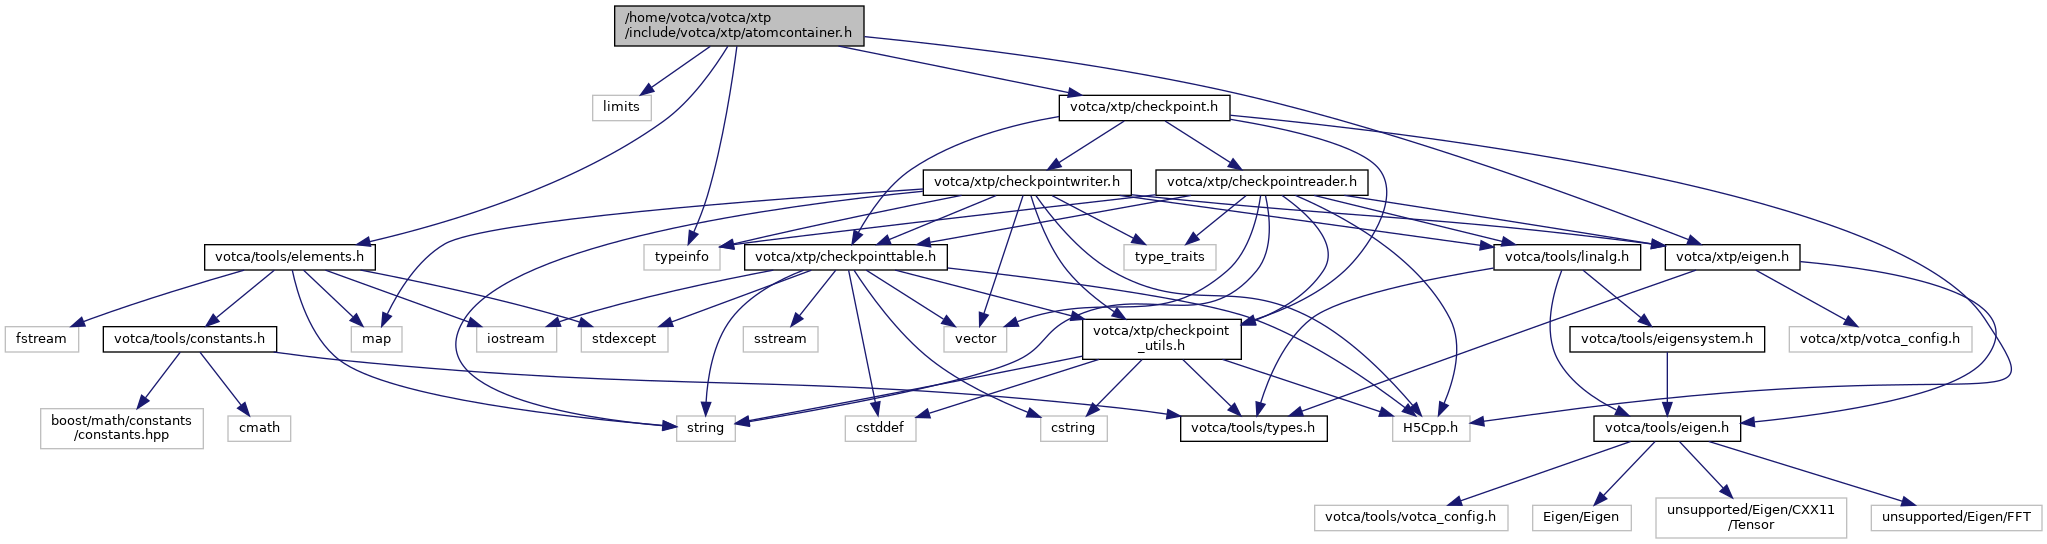 /home/votca/votca/xtp
/include/votca/xtp/atomcontainer.h
limits
votca/xtp/checkpoint.h
votca/xtp/checkpointwriter.h
votca/xtp/checkpointreader.h
votca/tools/elements.h
typeinfo
votca/xtp/checkpointtable.h
type_traits
votca/tools/linalg.h
votca/xtp/eigen.h
fstream
votca/tools/constants.h
map
iostream
stdexcept
sstream
vector
votca/xtp/checkpoint
_utils.h
votca/tools/eigensystem.h
votca/xtp/votca_config.h
boost/math/constants
/constants.hpp
cmath
string
cstddef
cstring
votca/tools/types.h
H5Cpp.h
votca/tools/eigen.h
votca/tools/votca_config.h
Eigen/Eigen
unsupported/Eigen/CXX11
/Tensor
unsupported/Eigen/FFT